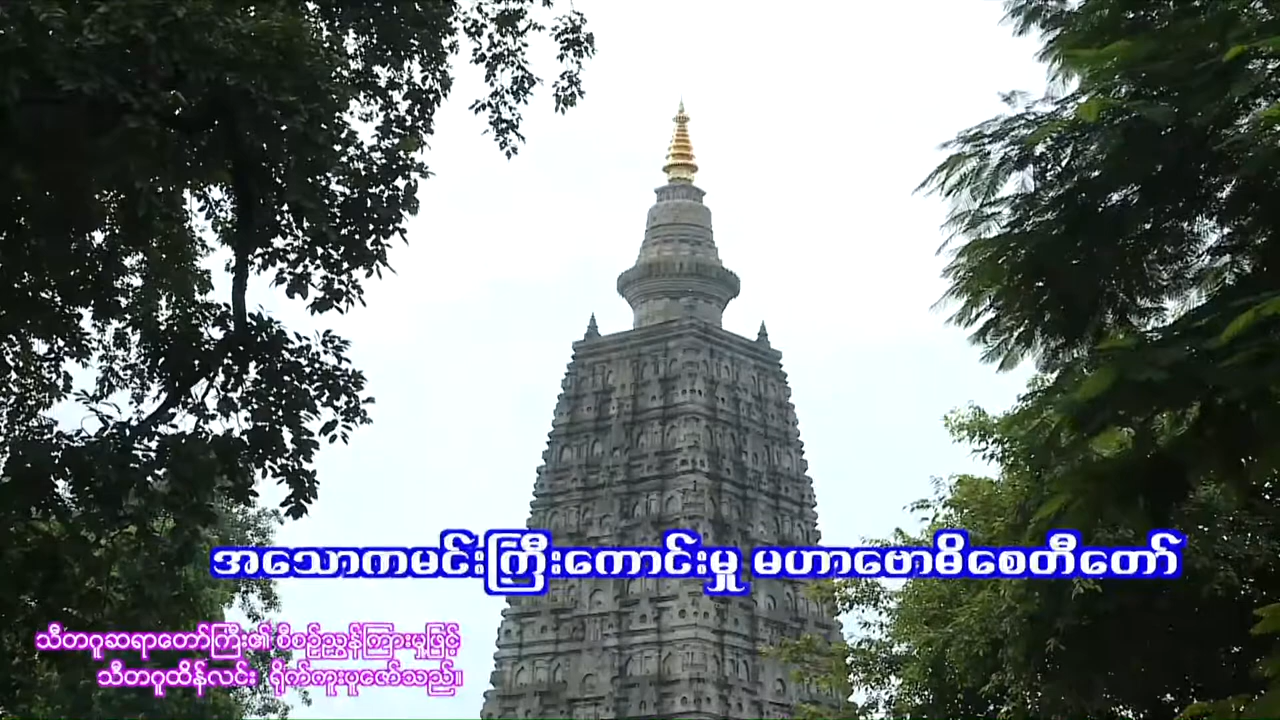 အသောကမင်းကြီးကောင်းမှု မဟာဗောဓိစေတီတော်
သီတဂူဆရာတော်ကြီး၏ စီစဉ်ညွှန်ကြားမှုဖြင့်
သီတဂူထိန်လင်း ရိုက်ကူးပူဇော်သည်။